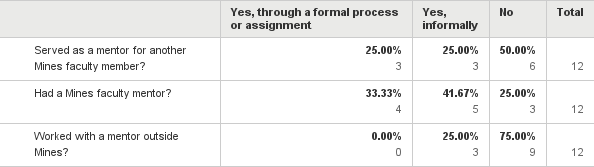 Yes, through a formal process Yes, No Total
or assignment informally
Served as a mentor for another 25.00% 25.00% 50.00%
Mines faculty member? 3 3 6 12
Had a Mines faculty mentor? 33.33% 41.67% 25.00%
4 5 3 12
Worked with a mentor outside 0.00% 25.00% 75.00%
Mines? 0 3 9 12